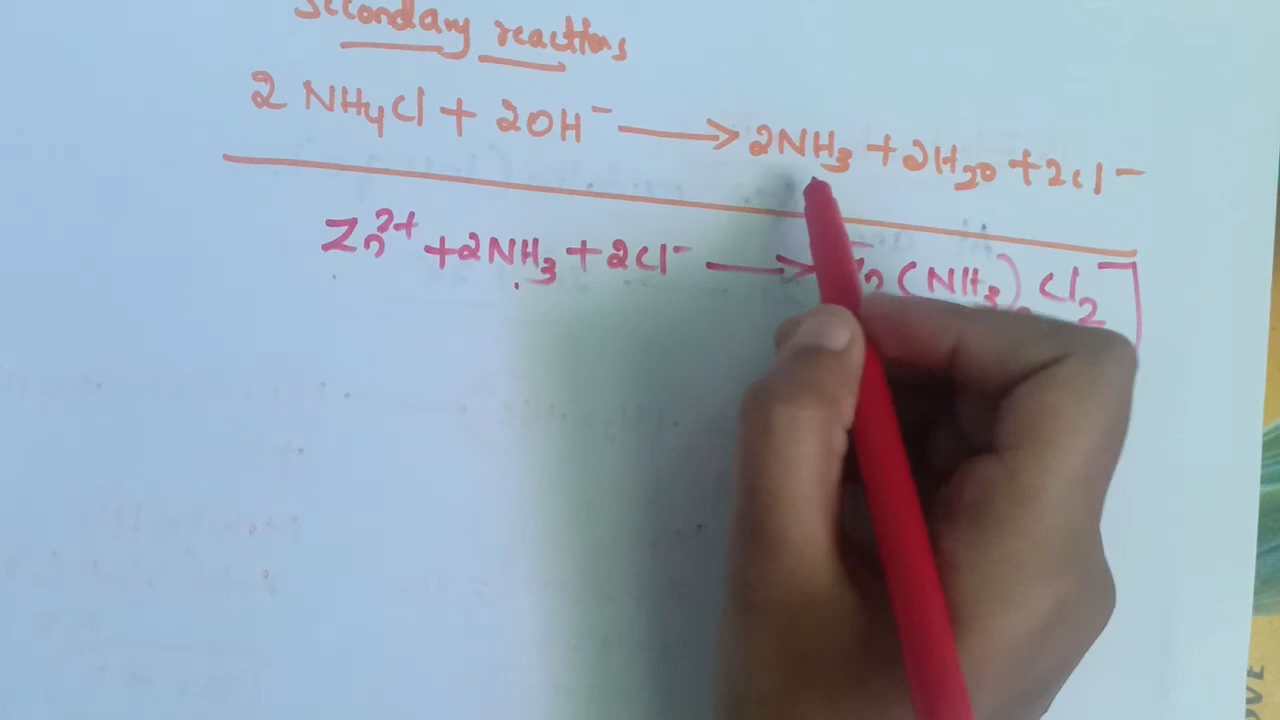 Secondary reactions
2 NH4Cl + 2OH⁻ ⟶ 2NH3 + 2H2O + 2Cl⁻
Zn²⁺ + 2NH3 + 2Cl⁻ ⟶ (NH3) Cl2